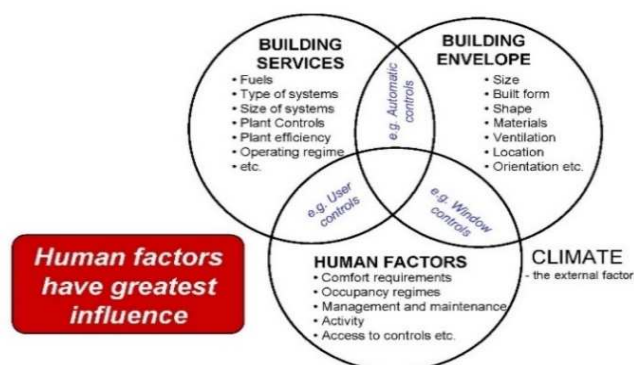 BUILDING
SERVICES
• Fuels
• Type of systems
• Size of systems
• Plant Controls
• Plant efficiency
• Operating regime
• etc.
e.g. Automatic
controls
BUILDING
ENVELOPE
• Size
• Built form
• Shape
• Materials
• Ventilation
• Location
• Orientation etc.
e.g. User
controls
e.g. Window
controls
HUMAN FACTORS
• Comfort requirements
• Occupancy regimes
• Management and maintenance
• Activity
• Access to controls etc.
CLIMATE
- the external factor
Human factors
have greatest
influence